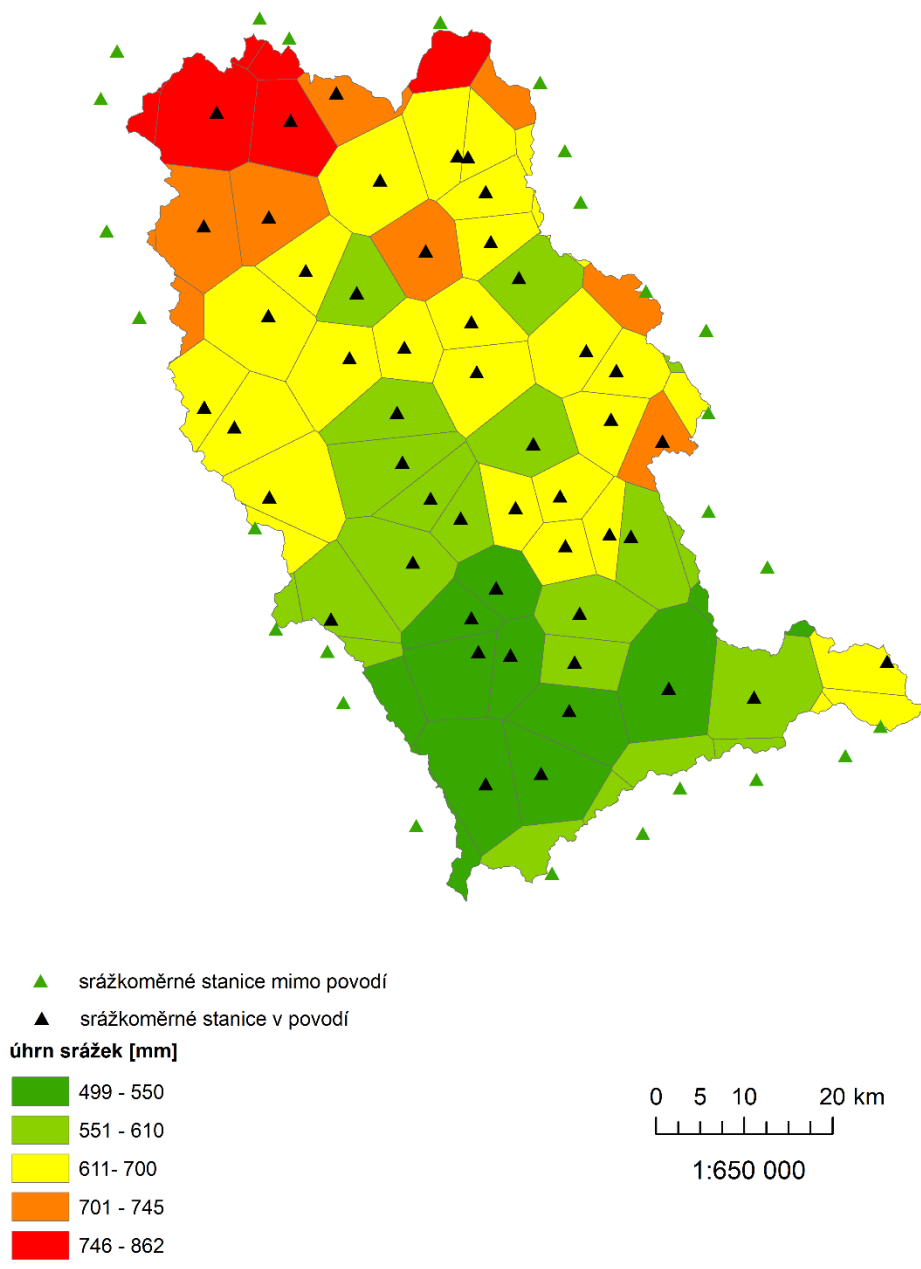 srážkoměrné stanice mimo povodí
srážkoměrné stanice v povodí
úhrn srážek [mm]
499 - 550
551 - 610
611- 700
701 - 745
746 - 862
0 5 10 20 km
1:650 000